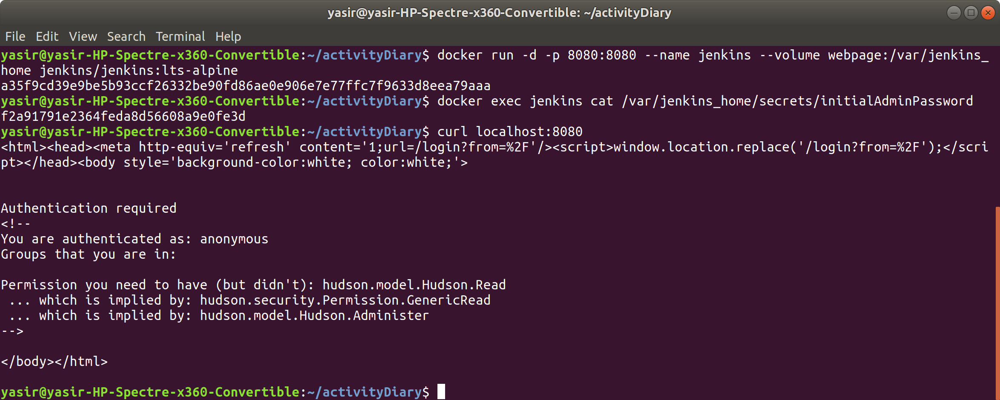 yasir@yasir-HP-Spectre-x360-Convertible: ~/activityDiary
File Edit View Search Terminal Help
yasir@yasir-HP-Spectre-x360-Convertible:~/activityDiary$ docker run -d -p 8080:8080 --name jenkins --volume webpage:/var/jenkins_
home jenkins/jenkins:lts-alpine
a35f9cd39e9be5b93ccf26332be90fd86ae0e906e7e77ffc7f9633d8eea79aaa
yasir@yasir-HP-Spectre-x360-Convertible:~/activityDiary$ docker exec jenkins cat /var/jenkins_home/secrets/initialAdminPassword
f2a91791e2364feda8d56608a9e0fe3d
yasir@yasir-HP-Spectre-x360-Convertible:~/activityDiary$ curl localhost:8080
<html><head><meta http-equiv='refresh' content='1;url=/login?from=%2F'/><script>window.location.replace('/login?from=%2F');</scri
pt></head><body style='background-color:white; color:white;'>
Authentication required
<!--
You are authenticated as: anonymous
Groups that you are in:
Permission you need to have (but didn't): hudson.model.Hudson.Read
 ... which is implied by: hudson.security.Permission.GenericRead
 ... which is implied by: hudson.model.Hudson.Administer
-->
</body></html>
yasir@yasir-HP-Spectre-x360-Convertible:~/activityDiary$